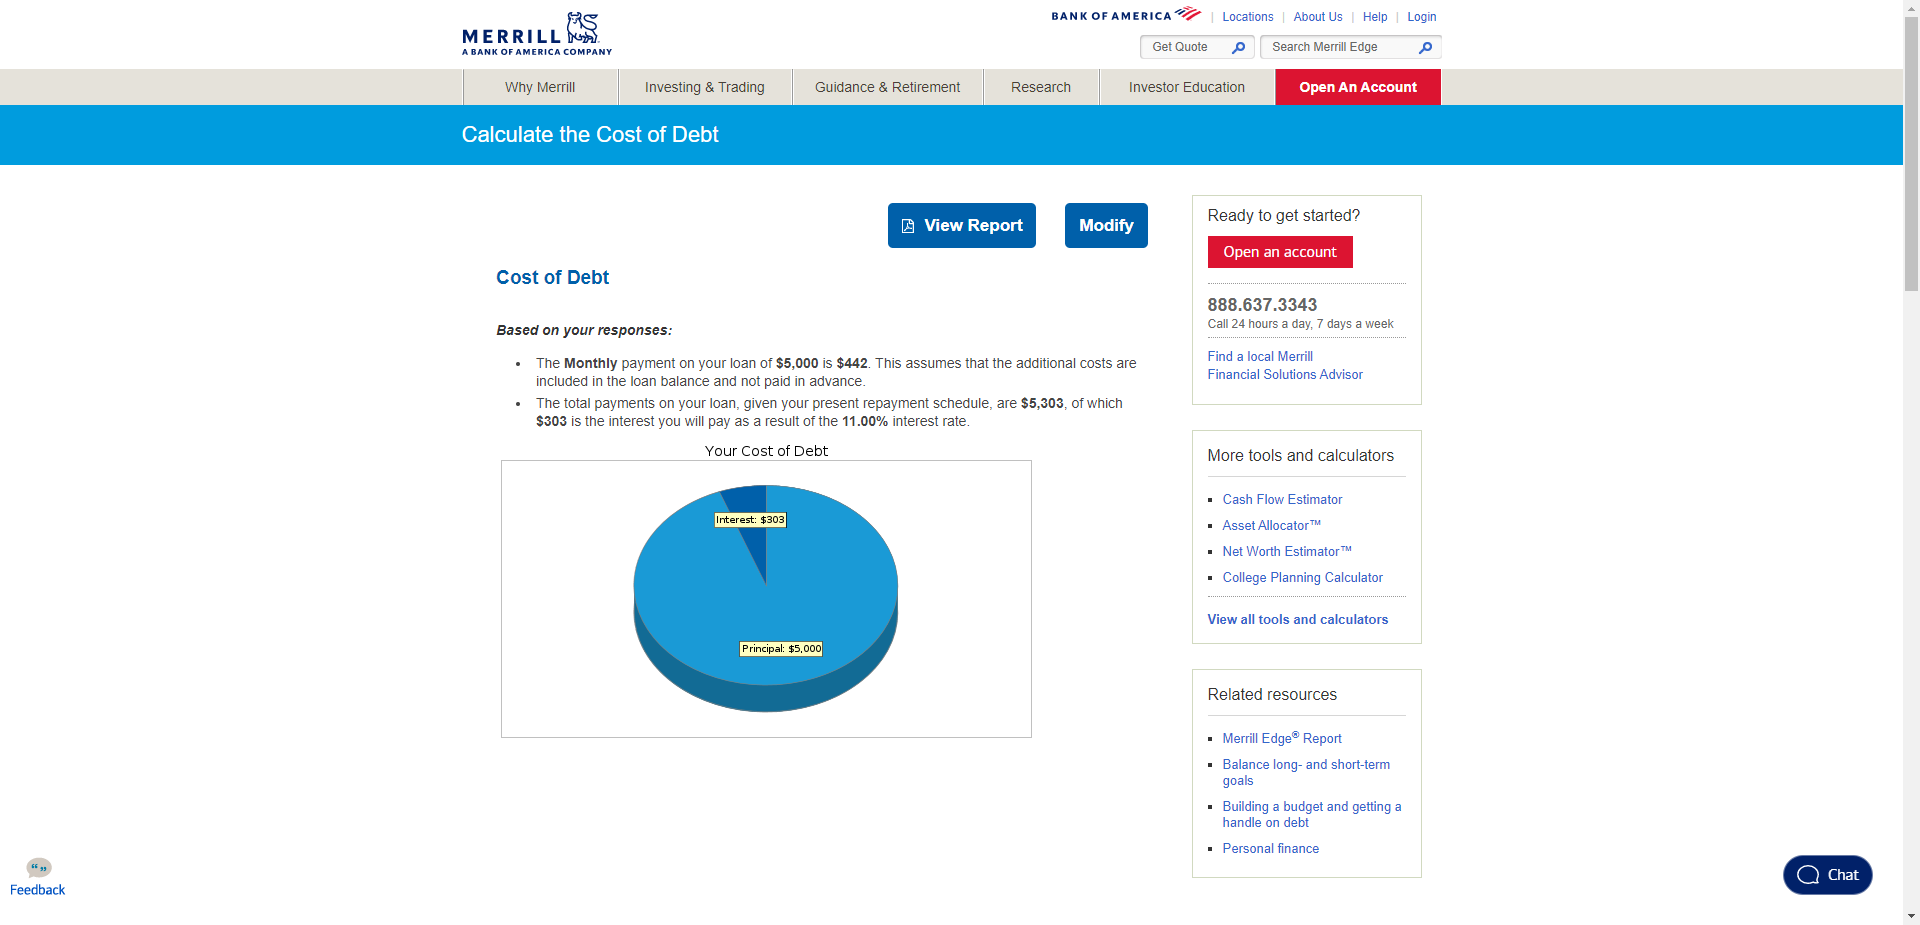 MERRILL
A BANK OF AMERICA COMPANY
BANK OF AMERICA
Locations
About Us
Help
Login
Get Quote
Search Merrill Edge
Why Merrill
Investing & Trading
Guidance & Retirement
Research
Investor Education
Open An Account
Calculate the Cost of Debt
View Report
Modify
Cost of Debt
Based on your responses:
The Monthly payment on your loan of $5,000 is $442. This assumes that the additional costs are
included in the loan balance and not paid in advance.
The total payments on your loan, given your present repayment schedule, are $5,303, of which
$303 is the interest you will pay as a result of the 11.00% interest rate.
Your Cost of Debt
Interest: $303
Principal: $5,000
Ready to get started?
Open an account
888.637.3343
Call 24 hours a day, 7 days a week
Find a local Merrill
Financial Solutions Advisor
More tools and calculators
Cash Flow Estimator
Asset Allocator™
Net Worth Estimator™
College Planning Calculator
View all tools and calculators
Related resources
Merrill Edge® Report
Balance long- and short-term
goals
Building a budget and getting a
handle on debt
Personal finance
Feedback
Chat